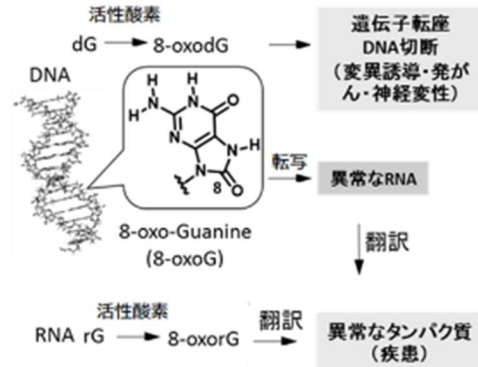 活性酸素
dG
8-oxodG
遺伝子転座
DNA切断
(変異誘導・発が
ん・神経変性)
DNA
H
H
N
N
O
H
N
N
N
H
N
O
8
8-oxo-Guanine
(8-oxoG)
転写
異常なRNA
翻訳
活性酸素
RNA rG
8-oxorG
翻訳
異常なタンパク質
(疾患)